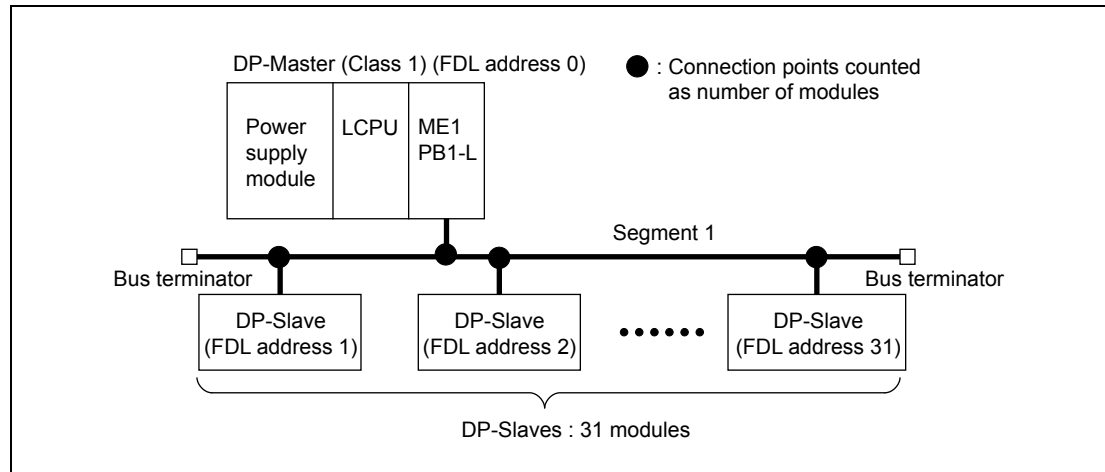 DP-Master (Class 1) (FDL address 0)
: Connection points counted
as number of modules
Power
supply
module
LCPU
ME1
PB1-L
Segment 1
Bus terminator
Bus terminator
DP-Slave
(FDL address 1)
DP-Slave
(FDL address 2)
DP-Slave
(FDL address 31)
DP-Slaves : 31 modules